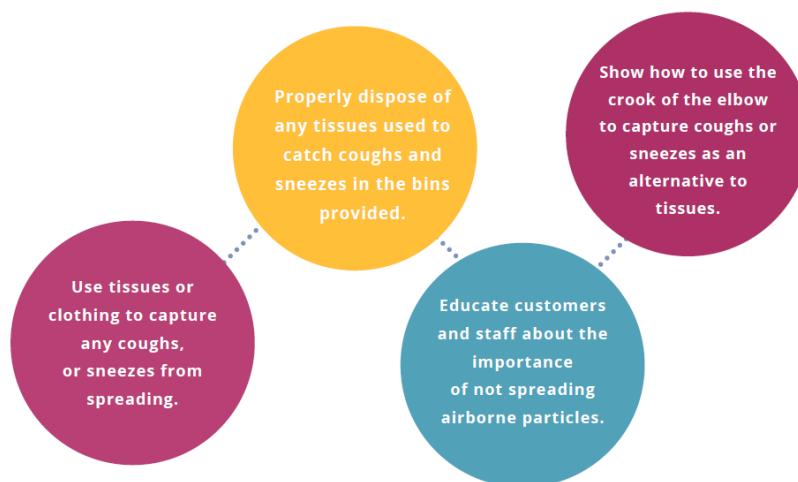 Use tissues or
clothing to capture
any coughs,
or sneezes from
spreading.
Properly dispose of
any tissues used to
catch coughs and
sneezes in the bins
provided.
Educate customers
and staff about the
importance
of not spreading
airborne particles.
Show how to use the
crook of the elbow
to capture coughs or
sneezes as an
alternative to
tissues.